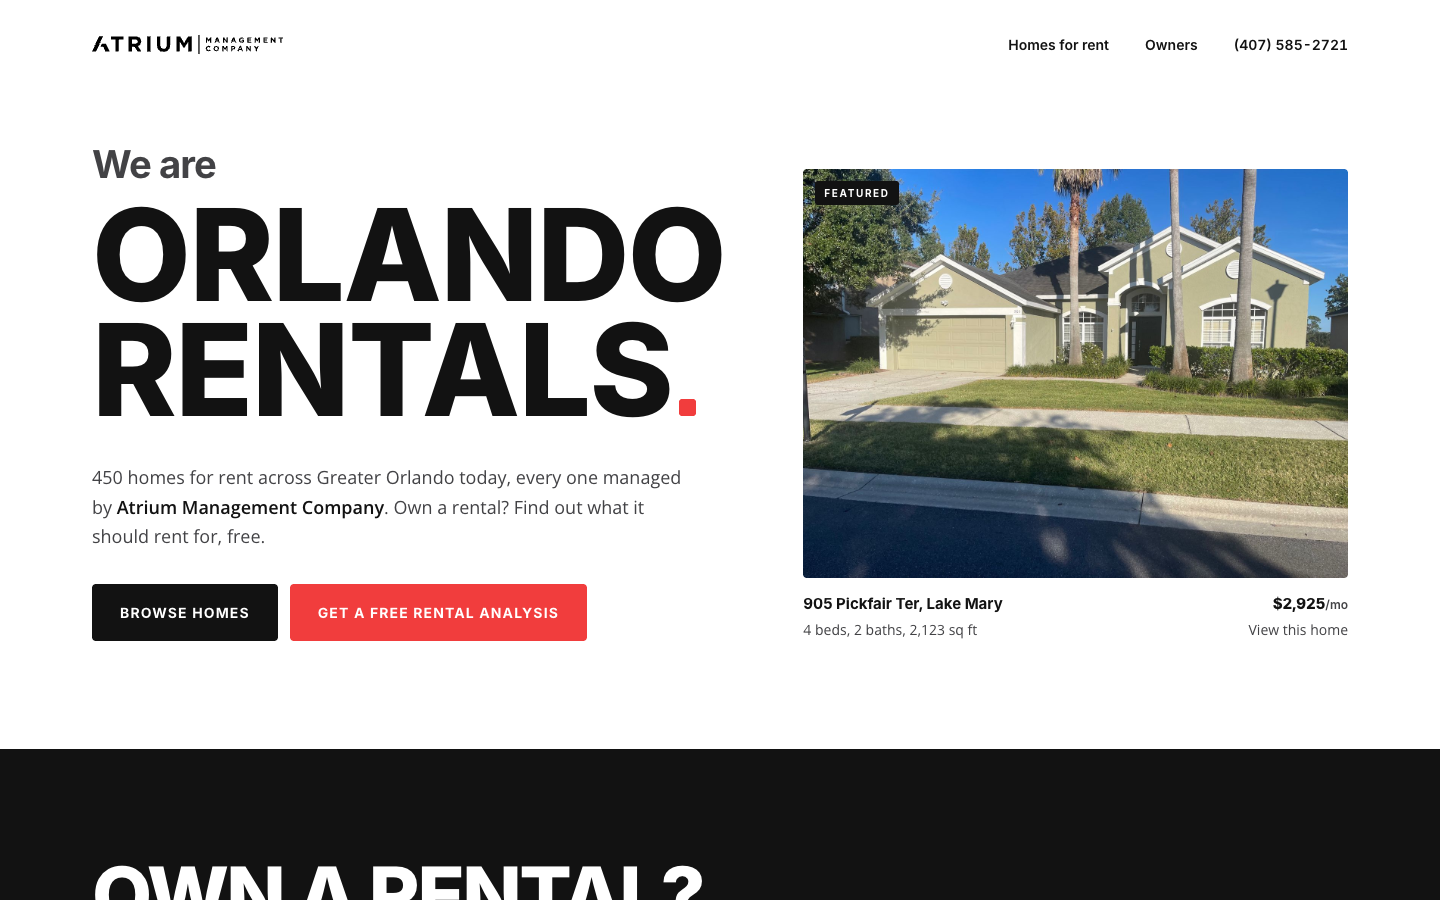 ATRIUM MANAGEMENT COMPANY
Homes for rent
Owners
(407) 585-2721
We are
ORLANDO
RENTALS.
450 homes for rent across Greater Orlando today, every one managed
by Atrium Management Company. Own a rental? Find out what it
should rent for, free.
BROWSE HOMES
GET A FREE RENTAL ANALYSIS
FEATURED
905 Pickfair Ter, Lake Mary
$2,925/mo
4 beds, 2 baths, 2,123 sq ft
View this home
OWN A RENTAL?